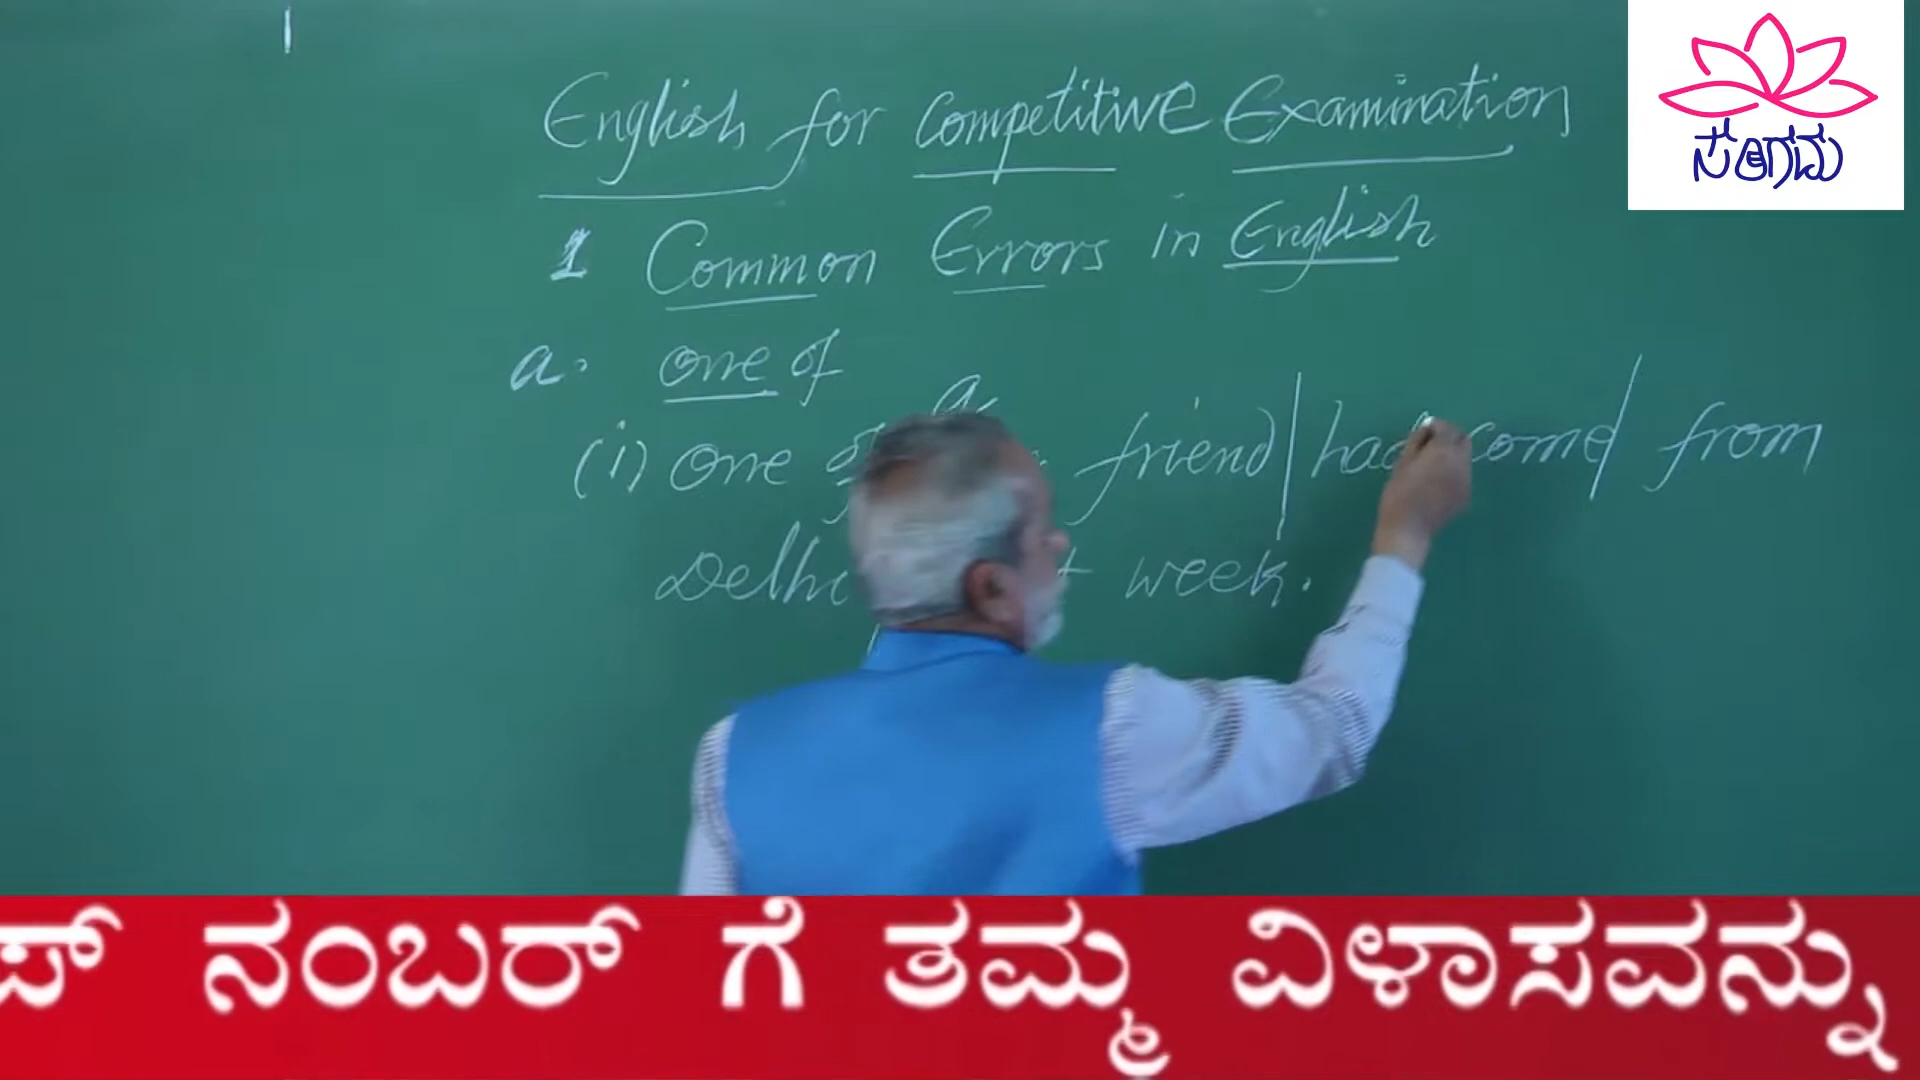 English for competitive Examination
1 Common Errors in English
a. one of
a
(i) one friend | had come | from
Delhi week.
ಸಂಗಮ
ನಂಬರ್ ಗೆ ತಮ್ಮ ವಿಳಾಸವನ್ನು